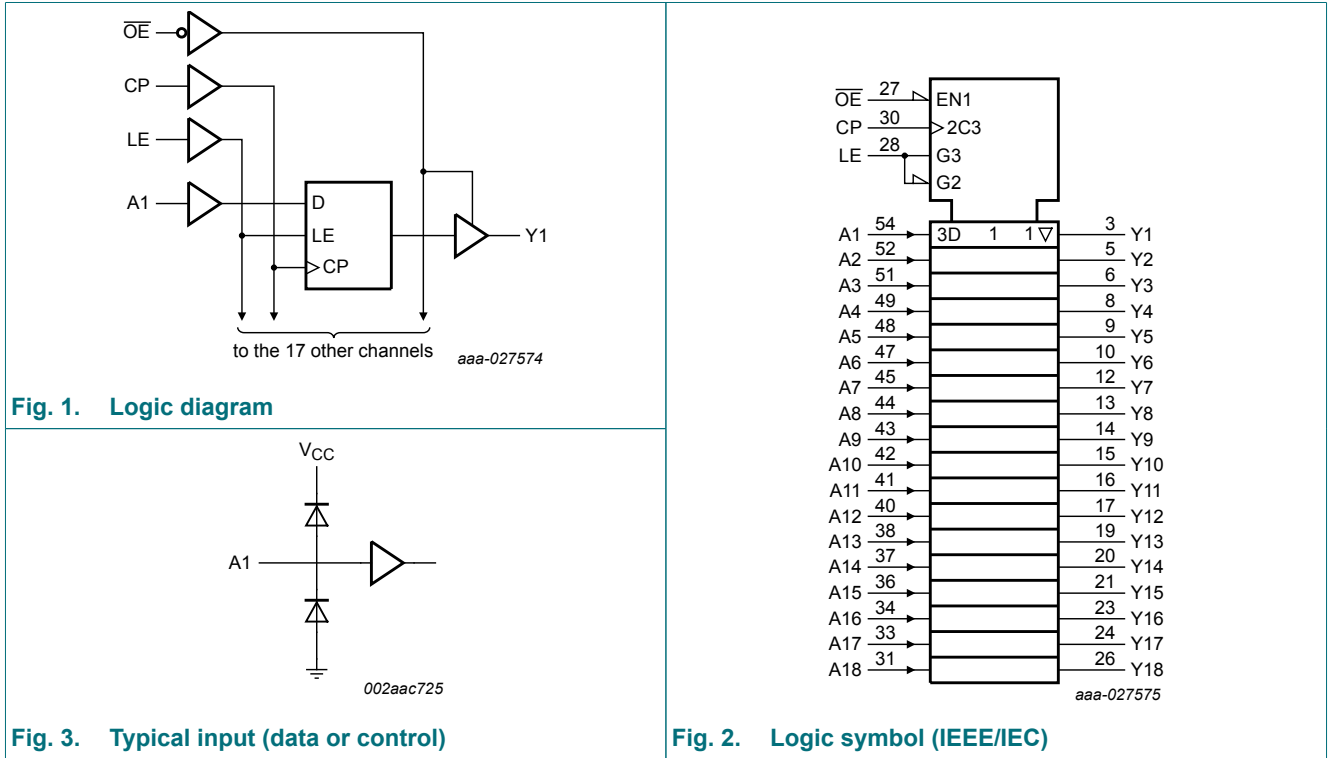 OE
CP
LE
A1
D
LE
CP
Y1
to the 17 other channels
aaa-027574
Fig. 1. Logic diagram
VCC
A1
002aac725
Fig. 3. Typical input (data or control)
OE 27 EN1
CP 30 2C3
LE 28 G3
G2
A1 54 3D 1 1 ▽ 3 Y1
A2 52 5 Y2
A3 51 6 Y3
A4 49 8 Y4
A5 48 9 Y5
A6 47 10 Y6
A7 45 12 Y7
A8 44 13 Y8
A9 43 14 Y9
A10 42 15 Y10
A11 41 16 Y11
A12 40 17 Y12
A13 38 19 Y13
A14 37 20 Y14
A15 36 21 Y15
A16 34 23 Y16
A17 33 24 Y17
A18 31 26 Y18
aaa-027575
Fig. 2. Logic symbol (IEEE/IEC)